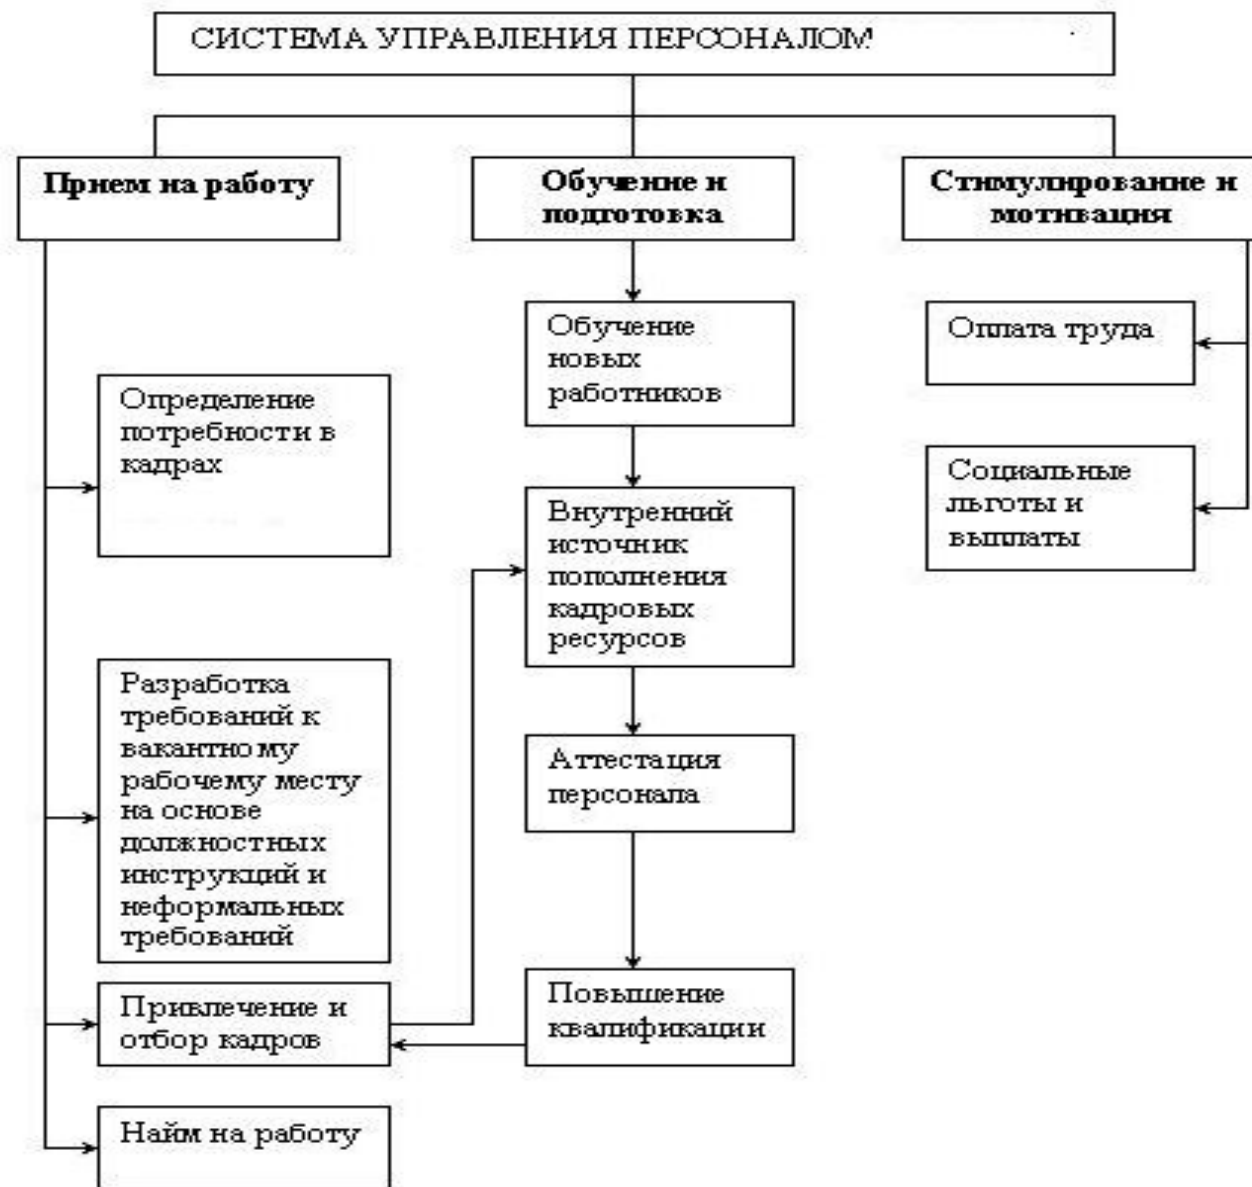 СИСТЕМА УПРАВЛЕНИЯ ПЕРСОНАЛОМ
Прием на работу
Обучение и
подготовка
Стимулирование и
мотивация
Определение
потребности в
кадрах
Разработка
требований к
вакантному
рабочему месту
на основе
должностных
инструкций и
неформальных
требований
Привлечение и
отбор кадров
Найм на работу
Обучение
новых
работников
Внутренний
источник
пополнения
кадровых
ресурсов
Аттестация
персонала
Повышение
квалификации
Оплата труда
Социальные
льготы и
выплаты